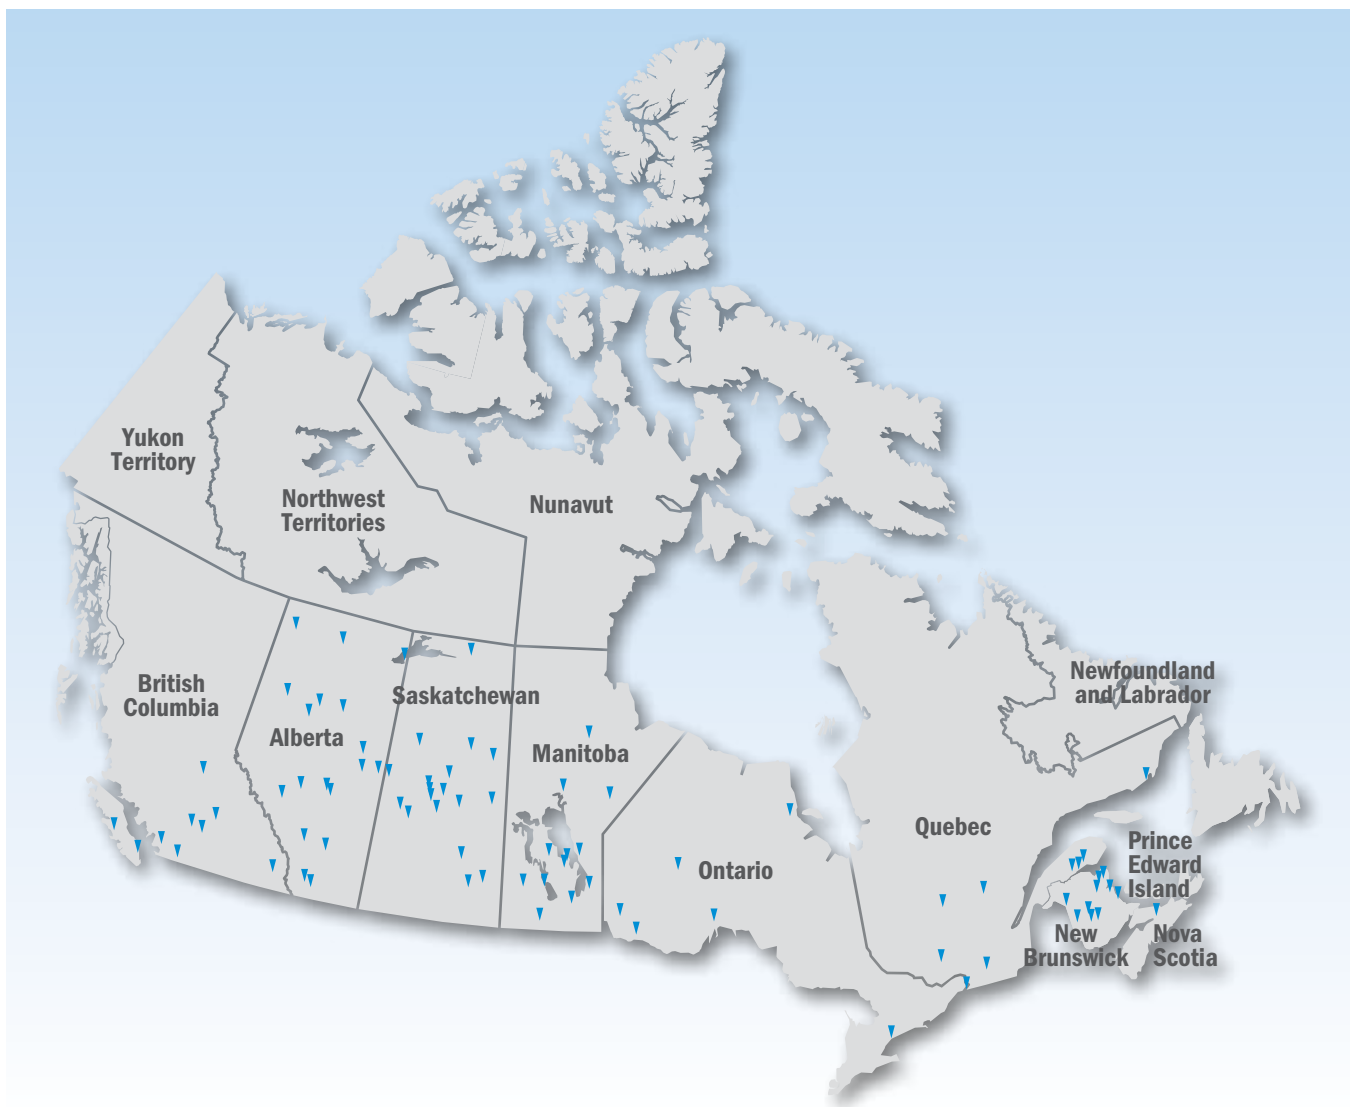 Yukon
Territory
Northwest
Territories
Nunavut
British
Columbia
Alberta
Saskatchewan
Manitoba
Ontario
Quebec
Newfoundland
and Labrador
Prince
Edward
Island
New
Brunswick
Nova
Scotia